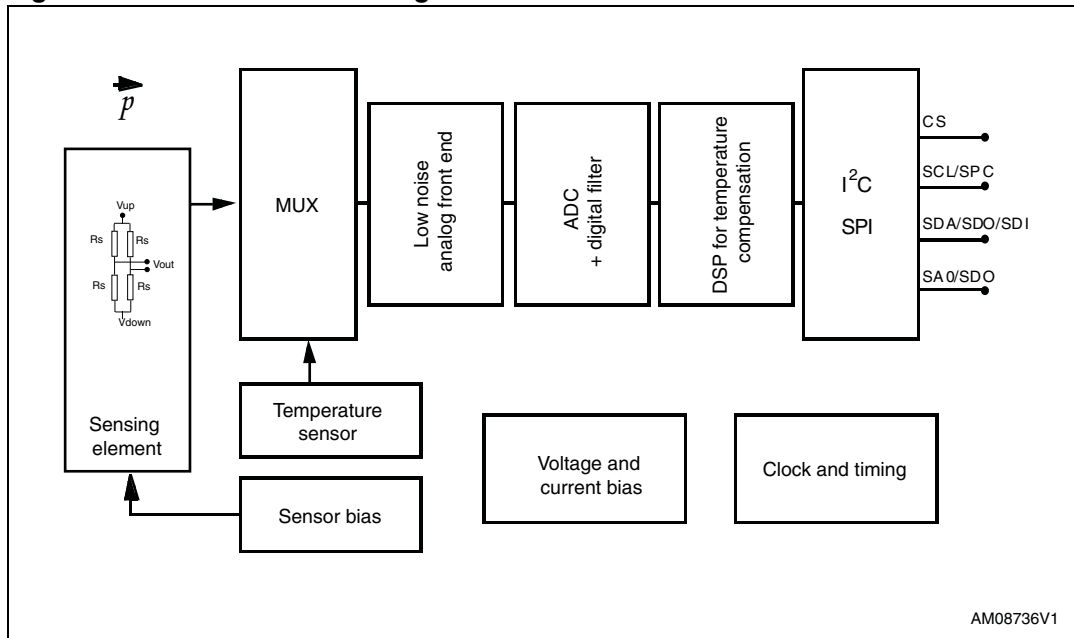 p
Vup
Rs
Rs
Vout
Rs
Rs
Vdown
Sensing
element
MUX
Temperature
sensor
Sensor bias
Low noise
analog front end
ADC
+ digital filter
DSP for temperature
compensation
I²C
SPI
CS
SCL/SPC
SDA/SDO/SDI
SA0/SDO
Voltage and
current bias
Clock and timing
AM08736V1